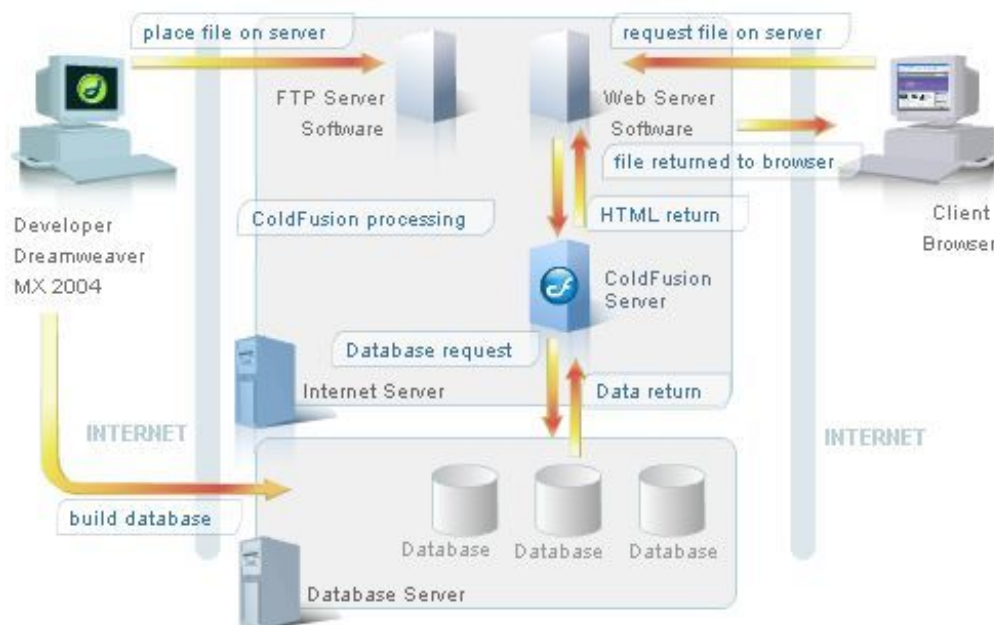 place file on server
request file on server
FTP Server
Software
Web Server
Software
file returned to browser
Developer
Dreamweaver
MX 2004
ColdFusion processing
HTML return
Client
Browser
ColdFusion
Server
Database request
Internet Server
Data return
INTERNET
INTERNET
build database
Database
Database
Database
Database Server